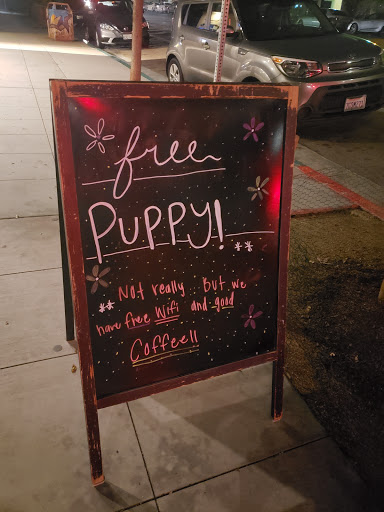 free
PUPPY!
**
** Not really.. But we
have free Wifi and good
Coffee!!